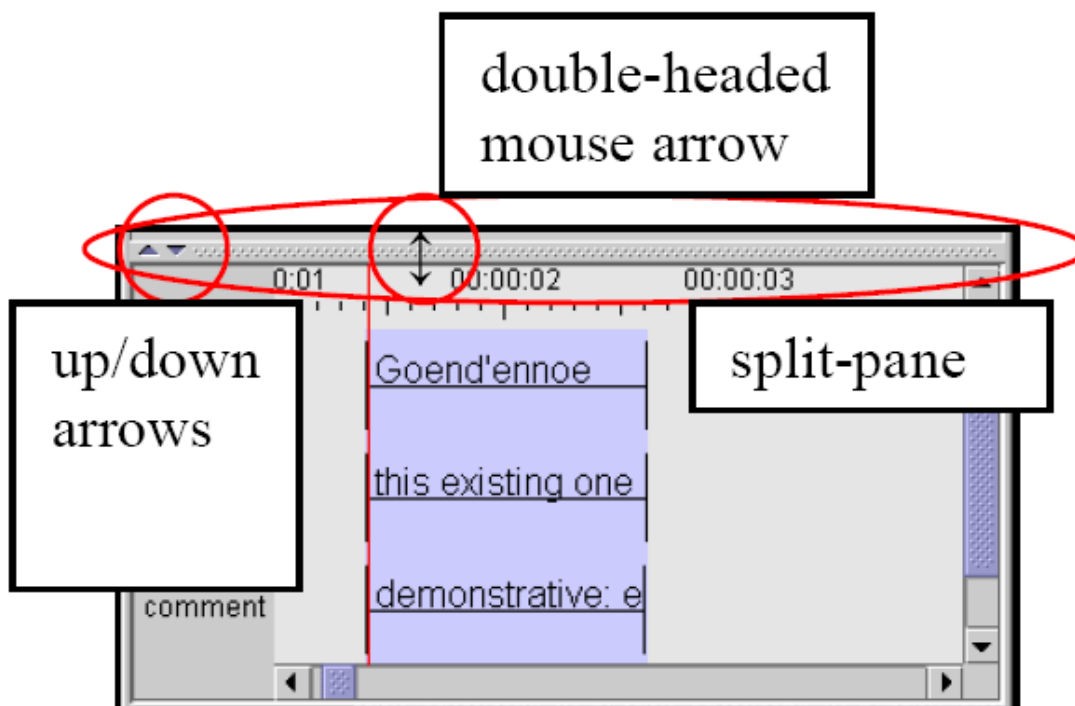 double-headed
mouse arrow
0:01 00:00:02 00:00:03
up/down
arrows
split-pane
Goend'ennoe
this existing one
demonstrative: e
comment